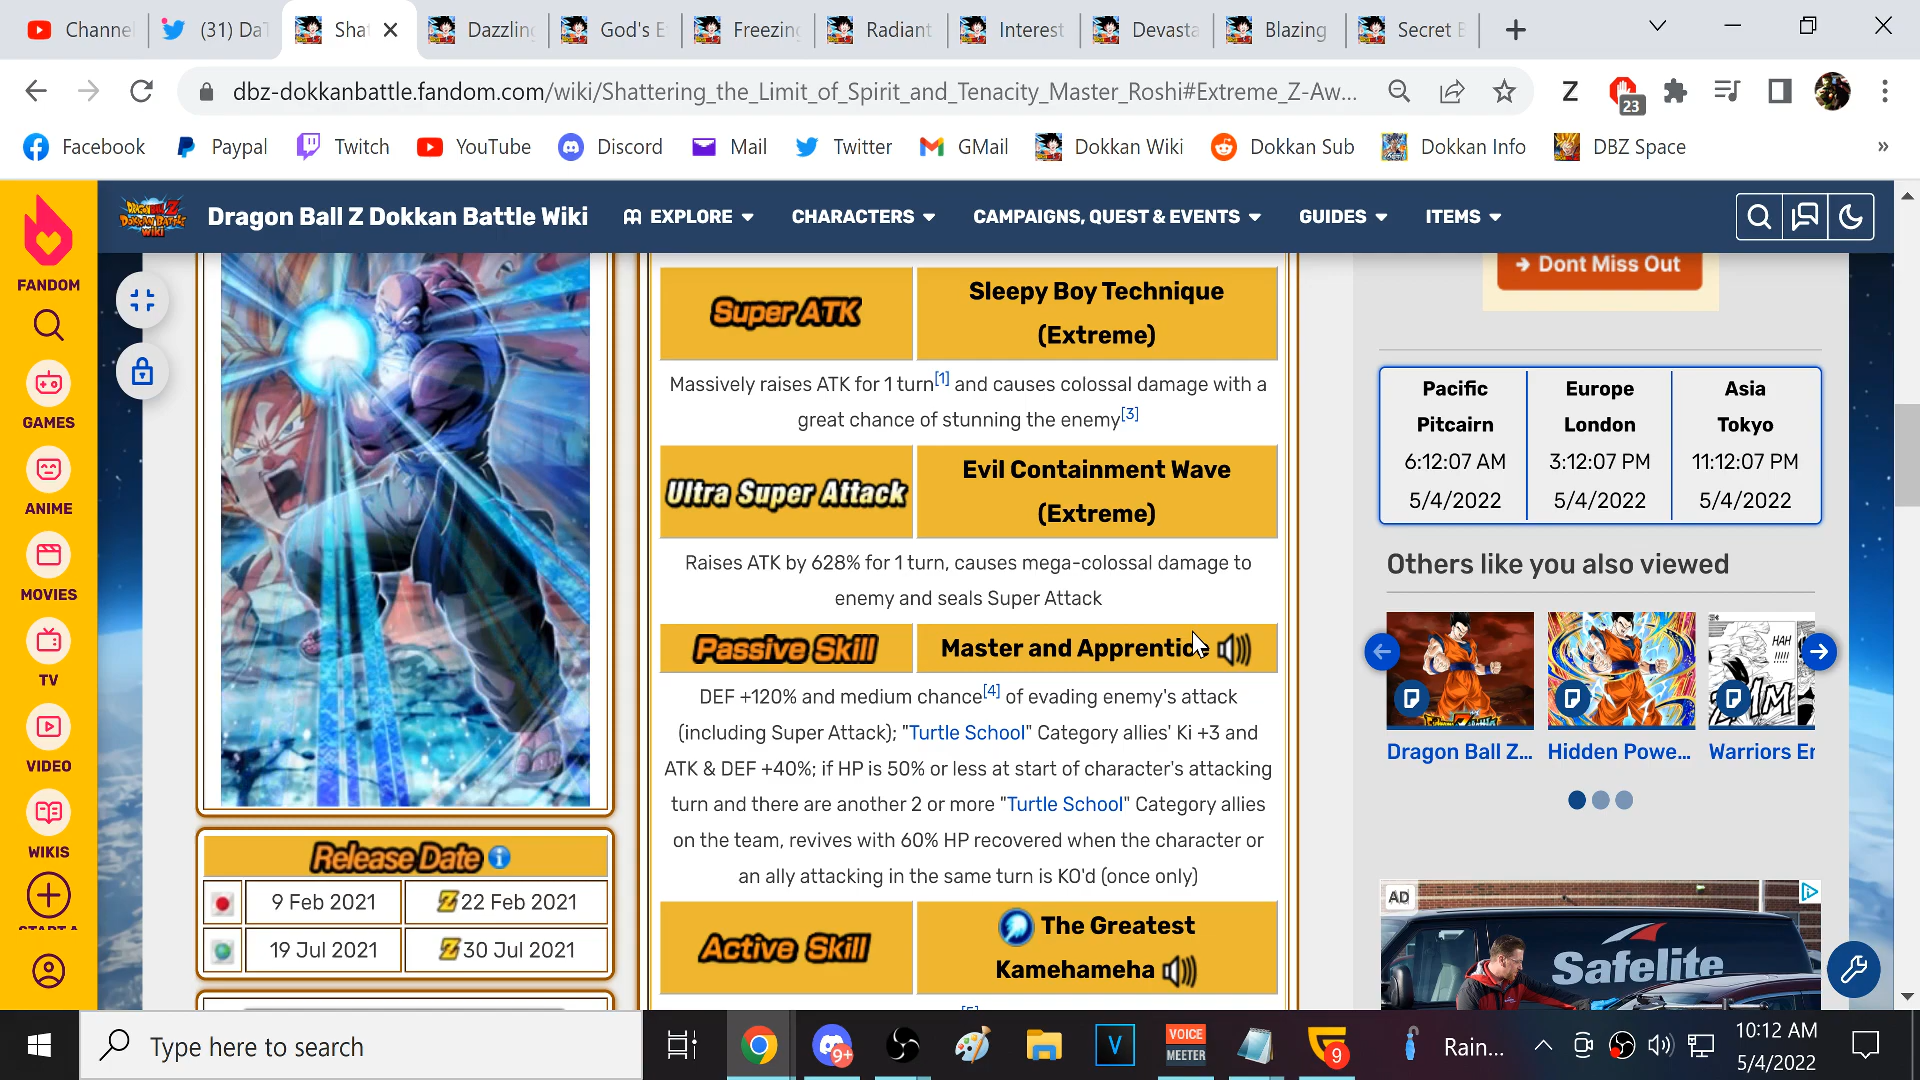 Channe
(31) DaT
Sha
Dazzling
God's E
Freezing
Radiant
Interest
Devasta
Blazing
Secret E
dbz-dokkanbattle.fandom.com/wiki/Shattering_the_Limit_of_Spirit_and_Tenacity_Master_Roshi#Extreme_Z-Aw...
Z
23
Facebook
Paypal
Twitch
YouTube
Discord
Mail
Twitter
GMail
Dokkan Wiki
Dokkan Sub
Dokkan Info
DBZ Space
»
Dragon Ball Z Dokkan Battle Wiki
EXPLORE
CHARACTERS
CAMPAIGNS, QUEST & EVENTS
GUIDES
ITEMS
FANDOM
GAMES
ANIME
MOVIES
TV
VIDEO
WIKIS
START A
Release Date
9 Feb 2021
Z 22 Feb 2021
19 Jul 2021
Z 30 Jul 2021
Super ATK
Sleepy Boy Technique
(Extreme)
Massively raises ATK for 1 turn[1] and causes colossal damage with a
great chance of stunning the enemy[3]
Ultra Super Attack
Evil Containment Wave
(Extreme)
Raises ATK by 628% for 1 turn, causes mega-colossal damage to
enemy and seals Super Attack
Passive Skill
Master and Apprentice
DEF +120% and medium chance[4] of evading enemy's attack
(including Super Attack); "Turtle School" Category allies' Ki +3 and
ATK & DEF +40%; if HP is 50% or less at start of character's attacking
turn and there are another 2 or more "Turtle School" Category allies
on the team, revives with 60% HP recovered when the character or
an ally attacking in the same turn is KO'd (once only)
Active Skill
The Greatest
Kamehameha
[5]
Dont Miss Out
Pacific
Pitcairn
6:12:07 AM
5/4/2022
Europe
London
3:12:07 PM
5/4/2022
Asia
Tokyo
11:12:07 PM
5/4/2022
Others like you also viewed
HAH
!!!!!
Dragon Ball Z...
Hidden Powe...
Warriors Er
AD
Safelite
Type here to search
9+
V
VOICE
MEETER
9
Rain...
10:12 AM
5/4/2022